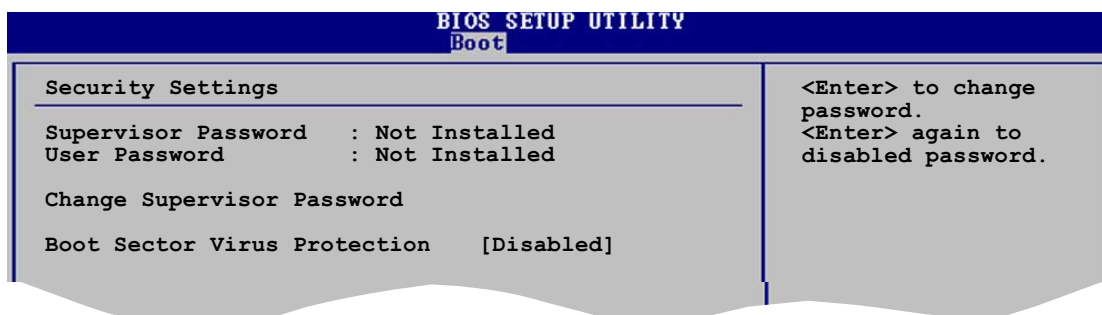 BIOS SETUP UTILITY
Boot
Security Settings
Supervisor Password : Not Installed
User Password : Not Installed
Change Supervisor Password
Boot Sector Virus Protection [Disabled]
<Enter> to change
password.
<Enter> again to
disabled password.